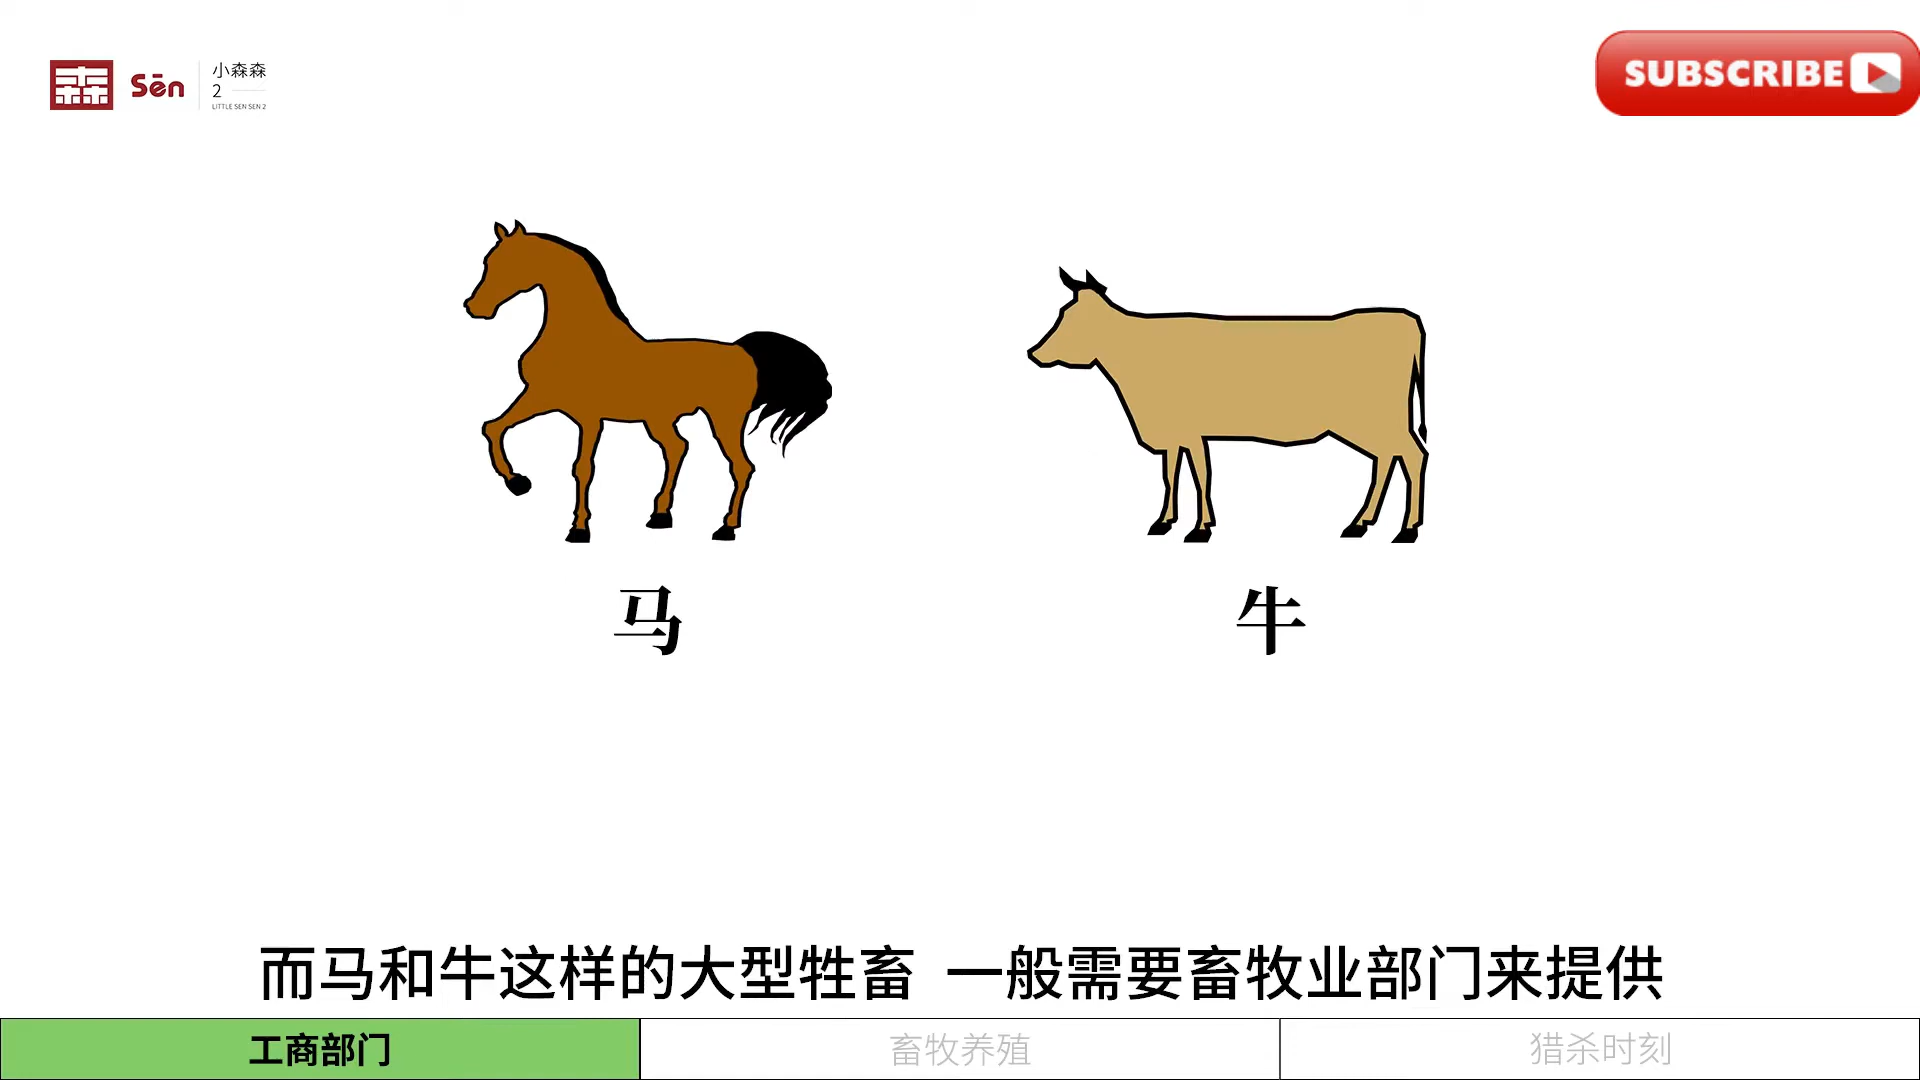 森 Sēn 小森森
2
LITTLE SEN SEN 2
SUBSCRIBE
马 牛
而马和牛这样的大型牲畜 一般需要畜牧业部门来提供
工商部门 畜牧养殖 猎杀时刻